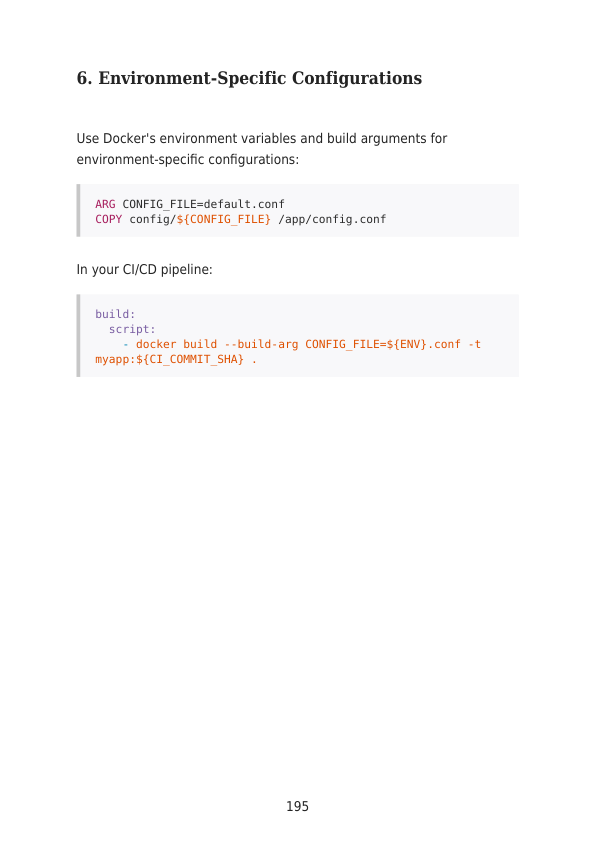 6. Environment-Specific Configurations
Use Docker's environment variables and build arguments for
environment-specific configurations:
ARG CONFIG_FILE=default.conf
COPY config/${CONFIG_FILE} /app/config.conf
In your CI/CD pipeline:
build:
  script:
    - docker build --build-arg CONFIG_FILE=${ENV}.conf -t
myapp:${CI_COMMIT_SHA} .
195